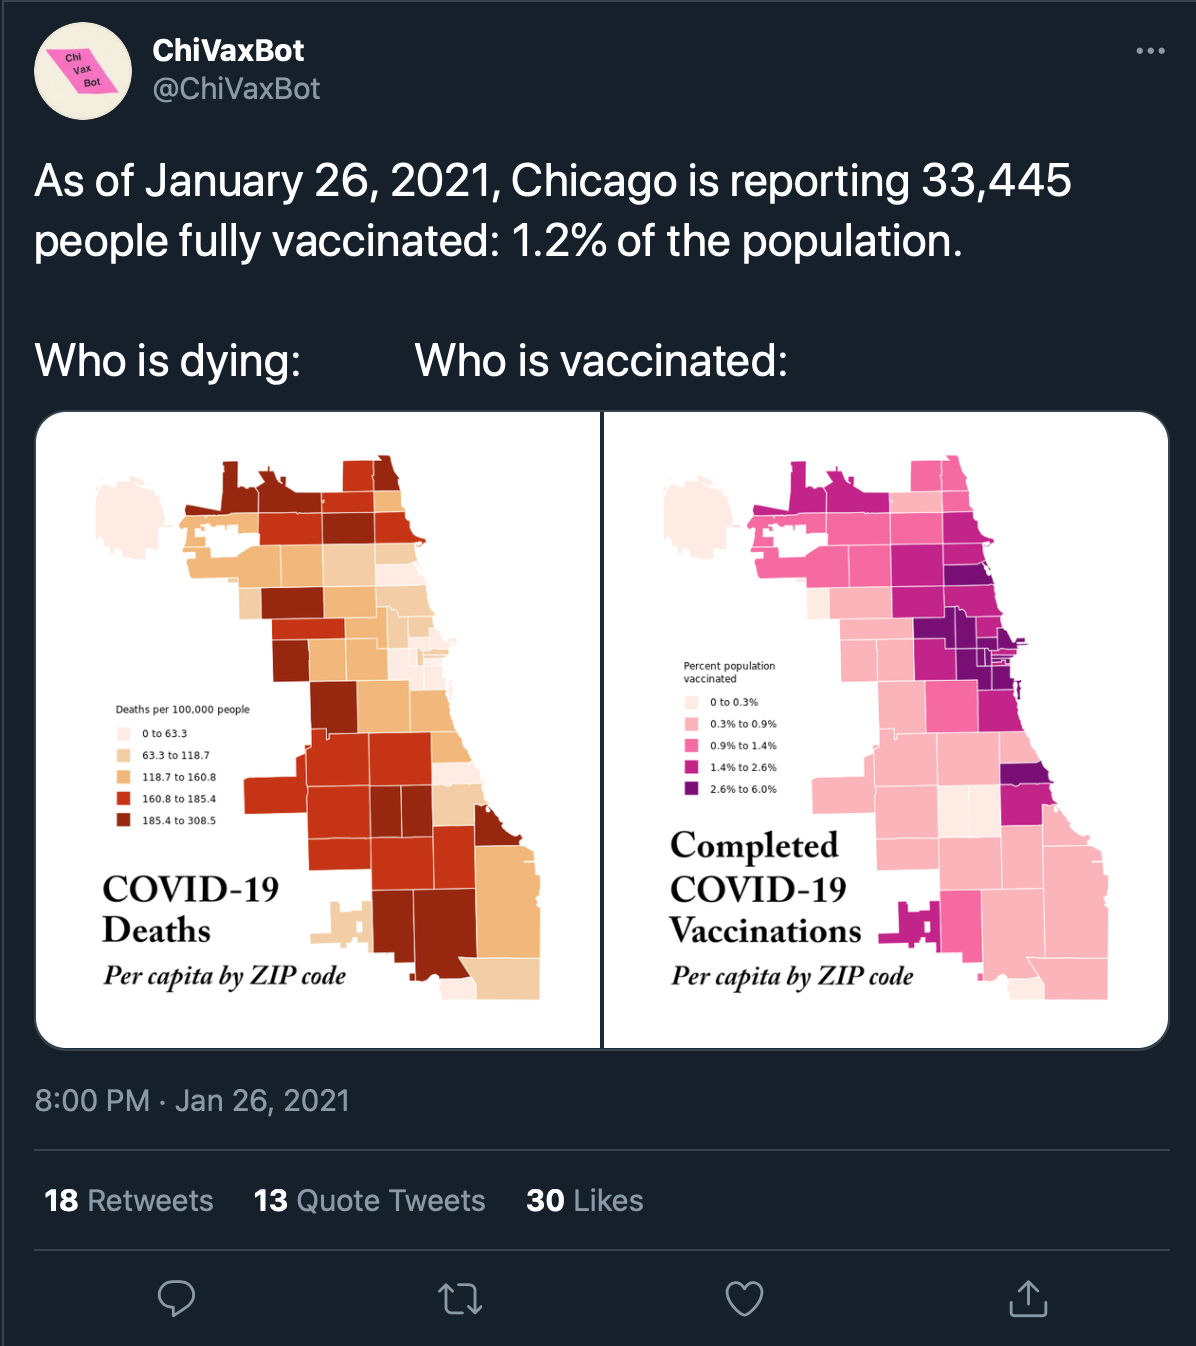 Chi
Vax
Bot
ChiVaxBot
@ChiVaxBot
As of January 26, 2021, Chicago is reporting 33,445
people fully vaccinated: 1.2% of the population.
Who is dying: Who is vaccinated:
Deaths per 100,000 people
0 to 63.3
63.3 to 118.7
118.7 to 160.8
160.8 to 185.4
185.4 to 308.5
COVID-19
Deaths
Per capita by ZIP code
Percent population
vaccinated
0 to 0.3%
0.3% to 0.9%
0.9% to 1.4%
1.4% to 2.6%
2.6% to 6.0%
Completed
COVID-19
Vaccinations
Per capita by ZIP code
8:00 PM · Jan 26, 2021
18 Retweets 13 Quote Tweets 30 Likes